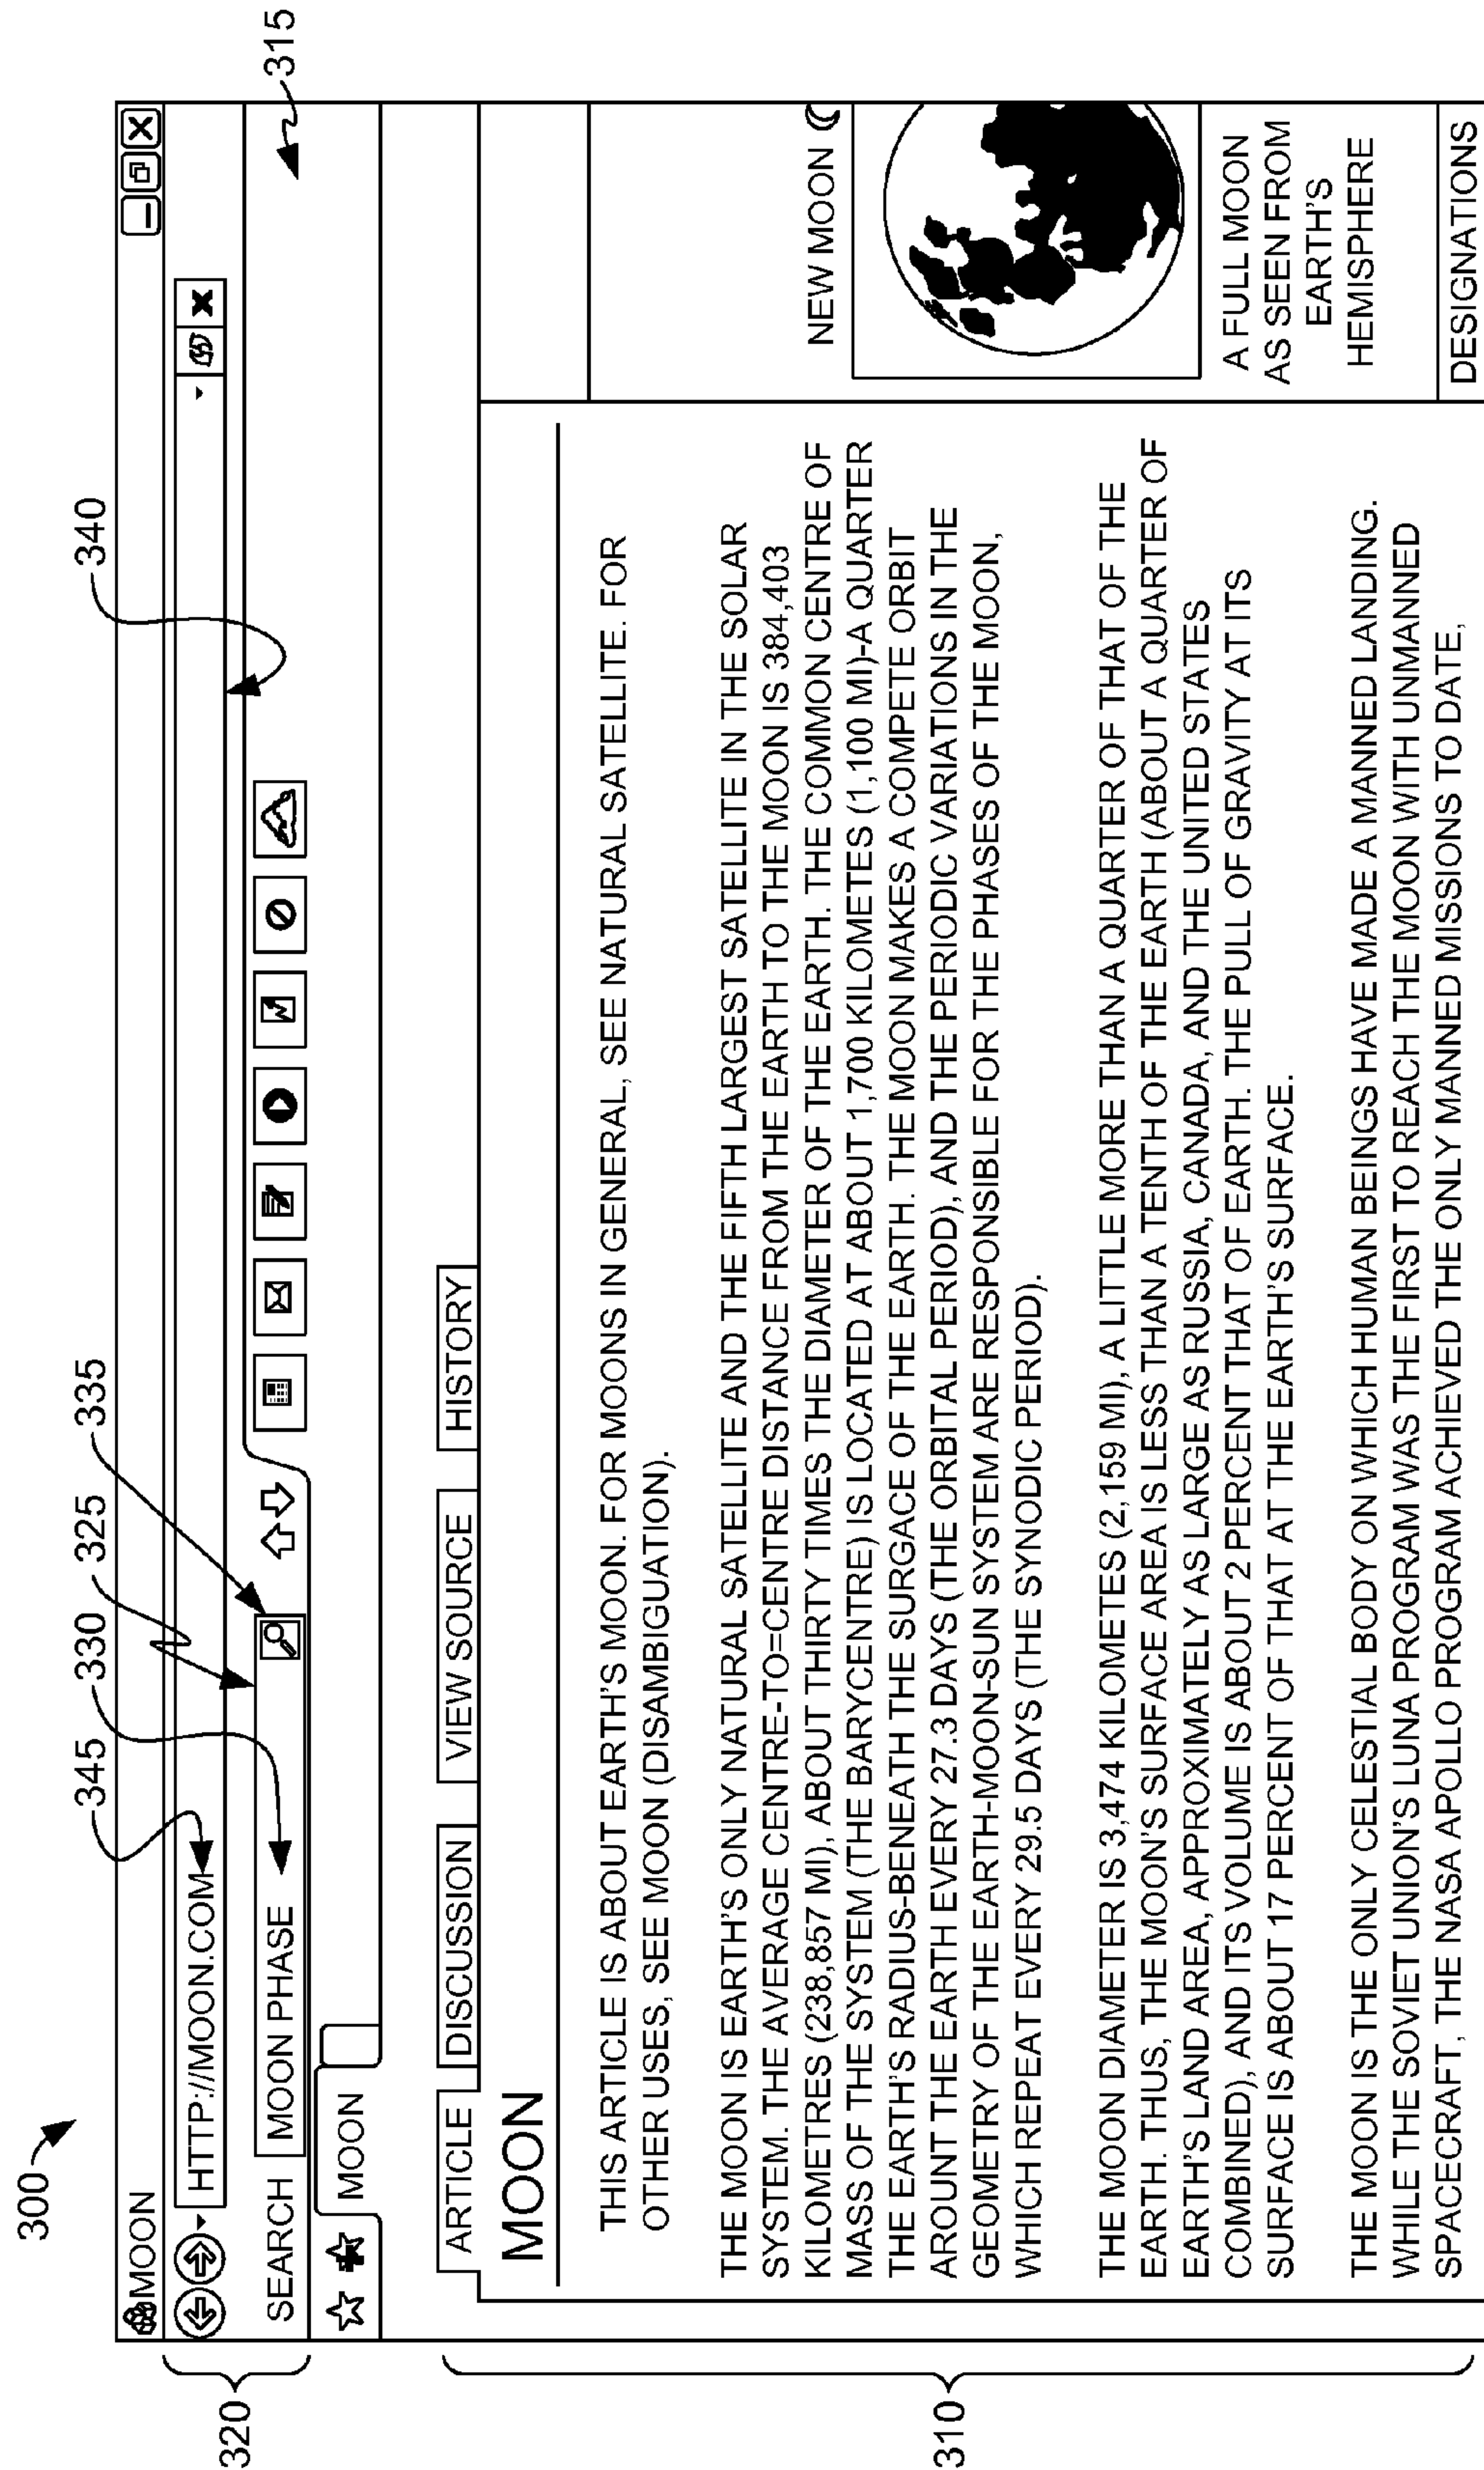 300
345 330 325 335 340
MOON
HTTP://MOON.COM
SEARCH MOON PHASE
315
320
MOON
310
ARTICLE DISCUSSION VIEW SOURCE HISTORY
MOON
THIS ARTICLE IS ABOUT EARTH'S MOON. FOR MOONS IN GENERAL, SEE NATURAL SATELLITE. FOR
OTHER USES, SEE MOON (DISAMBIGUATION).
THE MOON IS EARTH'S ONLY NATURAL SATELLITE AND THE FIFTH LARGEST SATELLITE IN THE SOLAR
SYSTEM. THE AVERAGE CENTRE-TO=CENTRE DISTANCE FROM THE EARTH TO THE MOON IS 384,403
KILOMETRES (238,857 MI), ABOUT THIRTY TIMES THE DIAMETER OF THE EARTH. THE COMMON CENTRE OF
MASS OF THE SYSTEM (THE BARYCENTRE) IS LOCATED AT ABOUT 1,700 KILOMETES (1,100 MI)-A QUARTER
THE EARTH'S RADIUS-BENEATH THE SURGACE OF THE EARTH. THE MOON MAKES A COMPETE ORBIT
AROUNT THE EARTH EVERY 27.3 DAYS (THE ORBITAL PERIOD), AND THE PERIODIC VARIATIONS IN THE
GEOMETRY OF THE EARTH-MOON-SUN SYSTEM ARE RESPONSIBLE FOR THE PHASES OF THE MOON,
WHICH REPEAT EVERY 29.5 DAYS (THE SYNODIC PERIOD).
THE MOON DIAMETER IS 3,474 KILOMETES (2,159 MI), A LITTLE MORE THAN A QUARTER OF THAT OF THE
EARTH. THUS, THE MOON'S SURFACE AREA IS LESS THAN A TENTH OF THE EARTH (ABOUT A QUARTER OF
EARTH'S LAND AREA, APPROXIMATELY AS LARGE AS RUSSIA, CANADA, AND THE UNITED STATES
COMBINED), AND ITS VOLUME IS ABOUT 2 PERCENT THAT OF EARTH. THE PULL OF GRAVITY AT ITS
SURFACE IS ABOUT 17 PERCENT OF THAT AT THE EARTH'S SURFACE.
THE MOON IS THE ONLY CELESTIAL BODY ON WHICH HUMAN BEINGS HAVE MADE A MANNED LANDING.
WHILE THE SOVIET UNION'S LUNA PROGRAM WAS THE FIRST TO REACH THE MOON WITH UNMANNED
SPACECRAFT, THE NASA APOLLO PROGRAM ACHIEVED THE ONLY MANNED MISSIONS TO DATE,
NEW MOON
A FULL MOON
AS SEEN FROM
EARTH'S
HEMISPHERE
DESIGNATIONS